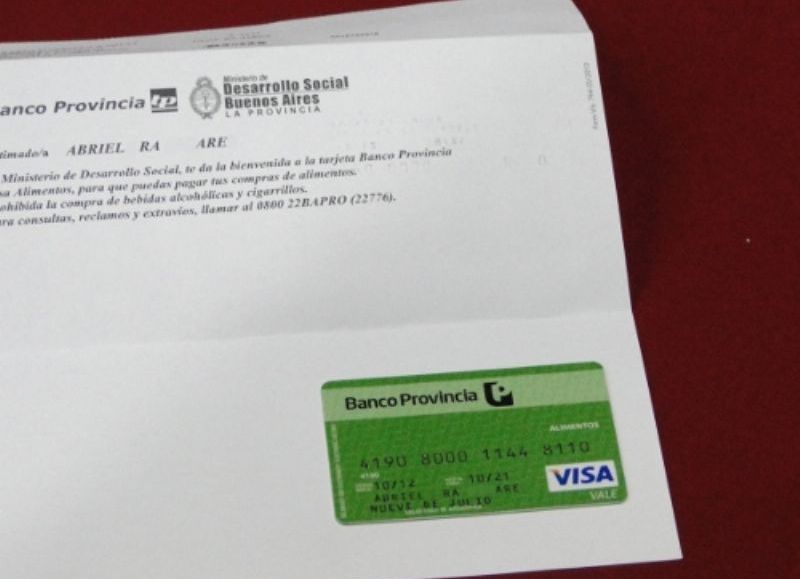 anco Provincia
Ministerio de
Desarrollo Social
Buenos Aires
LA PROVINCIA
timado/a ABRIEL RA ARE
Ministerio de Desarrollo Social, te da la bienvenida a la tarjeta Banco Provincia
sa Alimentos, para que puedas pagar tus compras de alimentos.
ohibida la compra de bebidas alcohólicas y cigarrillos.
ara consultas, reclamos y extravíos, llamar al 0800 22BAPRO (22776).
Banco Provincia
ALIMENTOS
4190 8000 1144 8110
4190
10/12 10/21
ABRIEL RA ARE
NUEVE DE JULIO
VISA
VALE